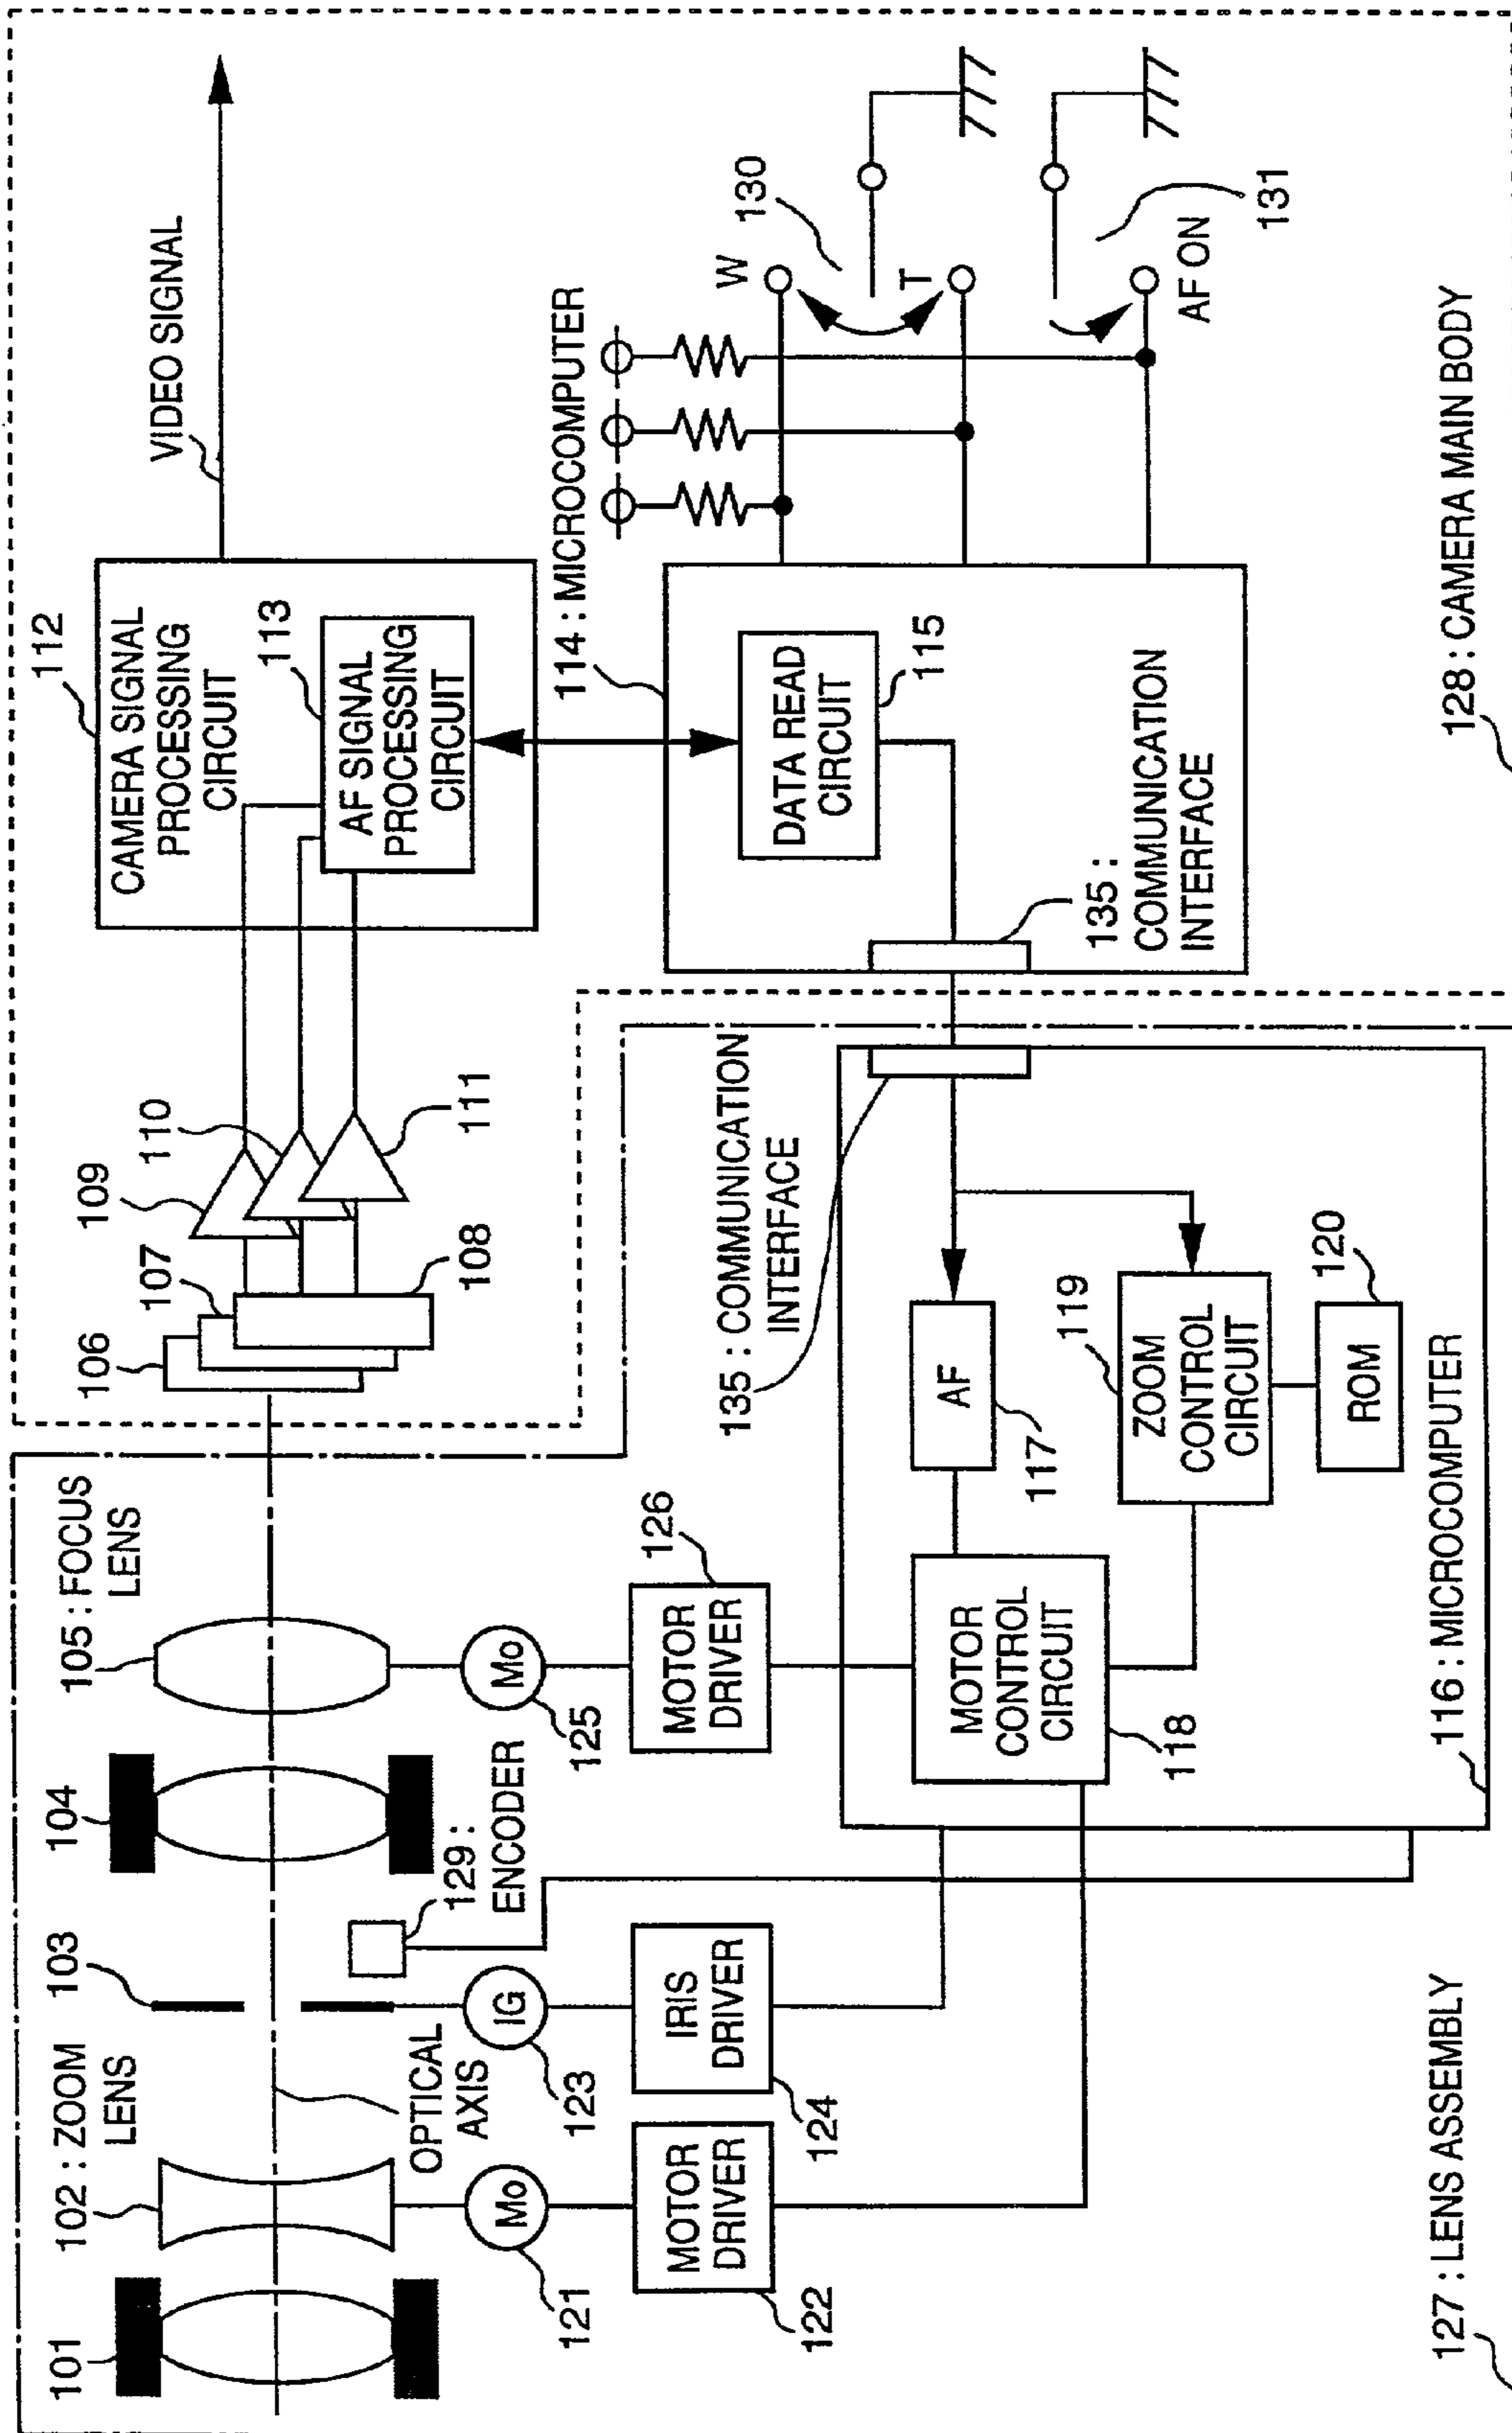 101
102 : ZOOM
LENS
103
104
105 : FOCUS
LENS
OPTICAL
AXIS
129 :
ENCODER
Mo
121
IG
123
Mo
125
MOTOR
DRIVER
122
IRIS
DRIVER
124
MOTOR
DRIVER
126
106
107
108
109
110
111
112
CAMERA SIGNAL
PROCESSING
CIRCUIT
113
AF SIGNAL
PROCESSING
CIRCUIT
VIDEO SIGNAL
114 : MICROCOMPUTER
DATA READ
CIRCUIT
115
135 :
COMMUNICATION
INTERFACE
W
130
T
131
AF ON
128 : CAMERA MAIN BODY
135 : COMMUNICATION
INTERFACE
AF
117
MOTOR
CONTROL
CIRCUIT
118
119
ZOOM
CONTROL
CIRCUIT
120
ROM
116 : MICROCOMPUTER
127 : LENS ASSEMBLY